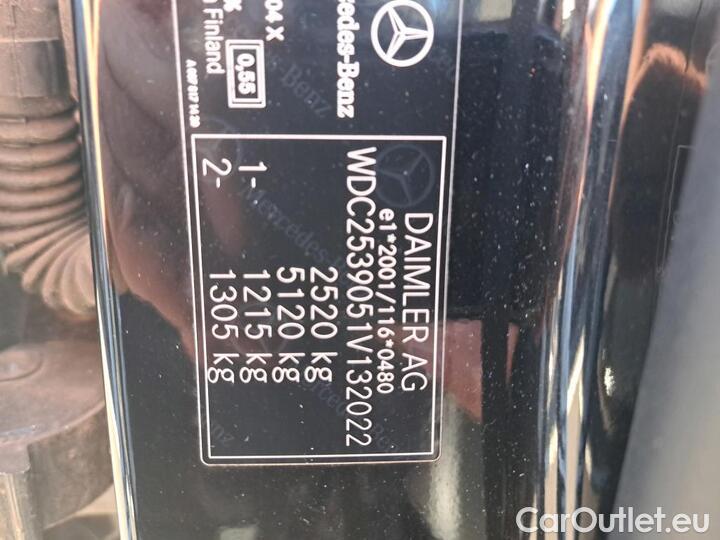 Mercedes-Benz
04 X
K
n Finland
0,55
DAIMLER AG
e1*2001/116*0480
WDC2539051V132022
2520 kg
5120 kg
1- 1215 kg
2- 1305 kg
CarOutlet.eu